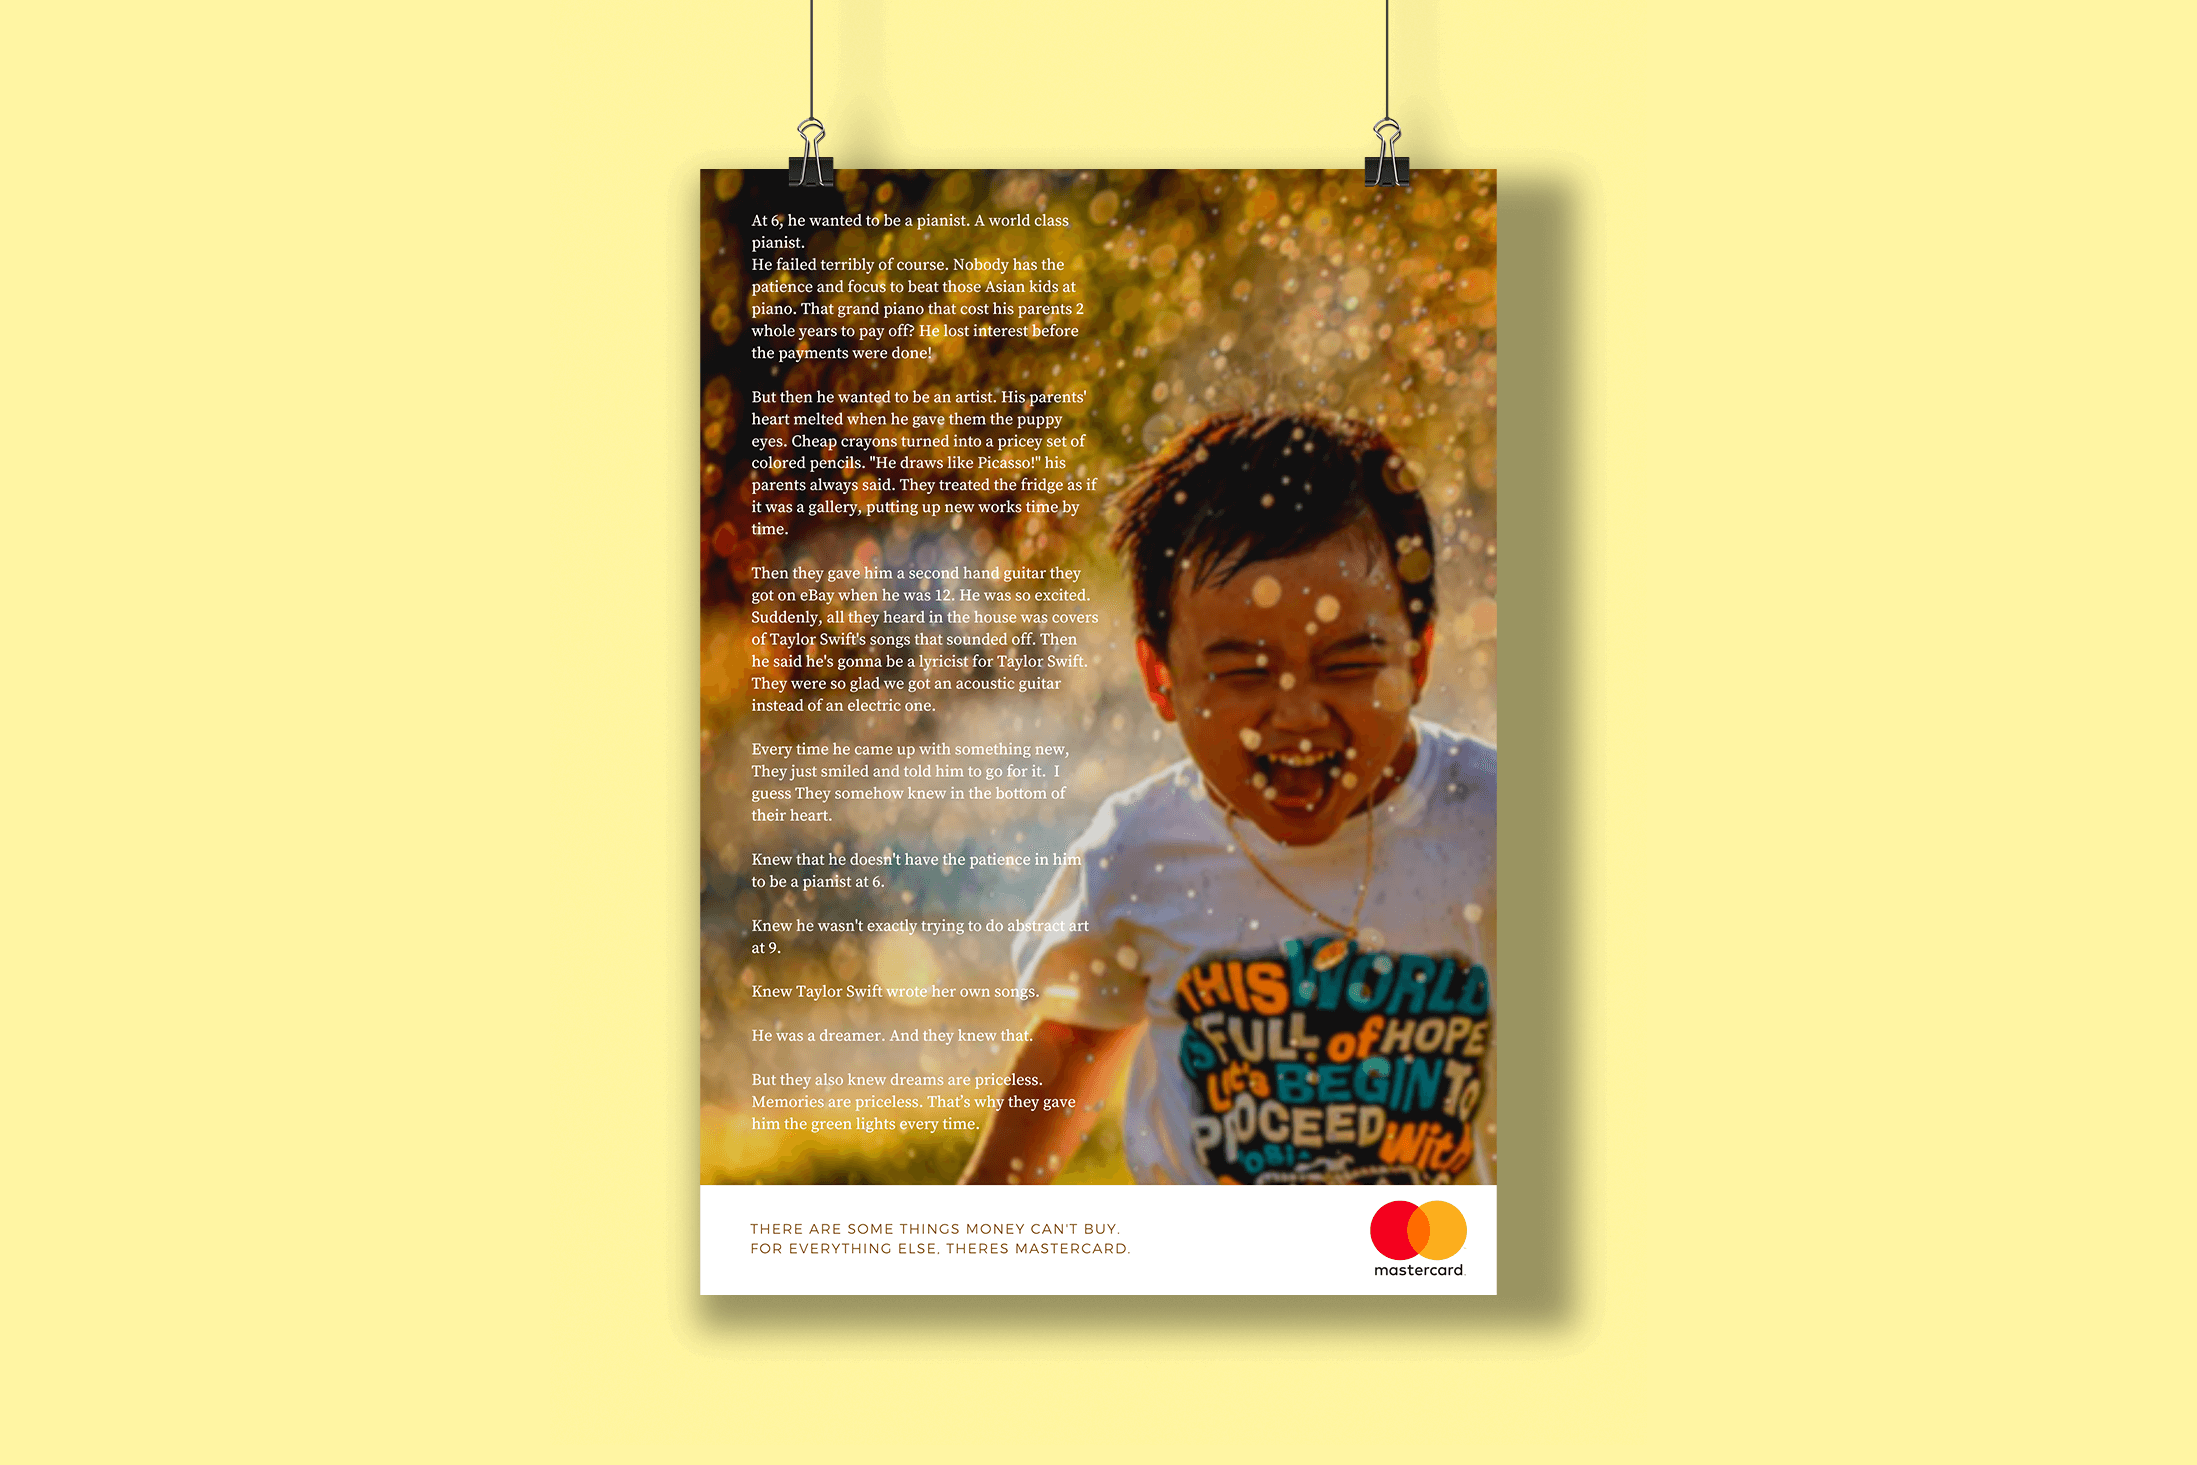 At 6, he wanted to be a pianist. A world class
pianist.
He failed terribly of course. Nobody has the
patience and focus to beat those Asian kids at
piano. That grand piano that cost his parents 2
whole years to pay off? He lost interest before
the payments were done!
But then he wanted to be an artist. His parents'
heart melted when he gave them the puppy
eyes. Cheap crayons turned into a pricey set of
colored pencils. "He draws like Picasso!" his
parents always said. They treated the fridge as if
it was a gallery, putting up new works time by
time.
Then they gave him a second hand guitar they
got on eBay when he was 12. He was so excited.
Suddenly, all they heard in the house was covers
of Taylor Swift's songs that sounded off. Then
he said he's gonna be a lyricist for Taylor Swift.
They were so glad we got an acoustic guitar
instead of an electric one.
Every time he came up with something new,
They just smiled and told him to go for it. I
guess They somehow knew in the bottom of
their heart.
Knew that he doesn't have the patience in him
to be a pianist at 6.
Knew he wasn't exactly trying to do abstract art
at 9.
Knew Taylor Swift wrote her own songs.
He was a dreamer. And they knew that.
But they also knew dreams are priceless.
Memories are priceless. That's why they gave
him the green lights every time.
THIS WORLD
iS FULL. of HOPE
Let's BEGIN TO
PROCEED With
THERE ARE SOME THINGS MONEY CAN'T BUY.
FOR EVERYTHING ELSE, THERES MASTERCARD.
mastercard.